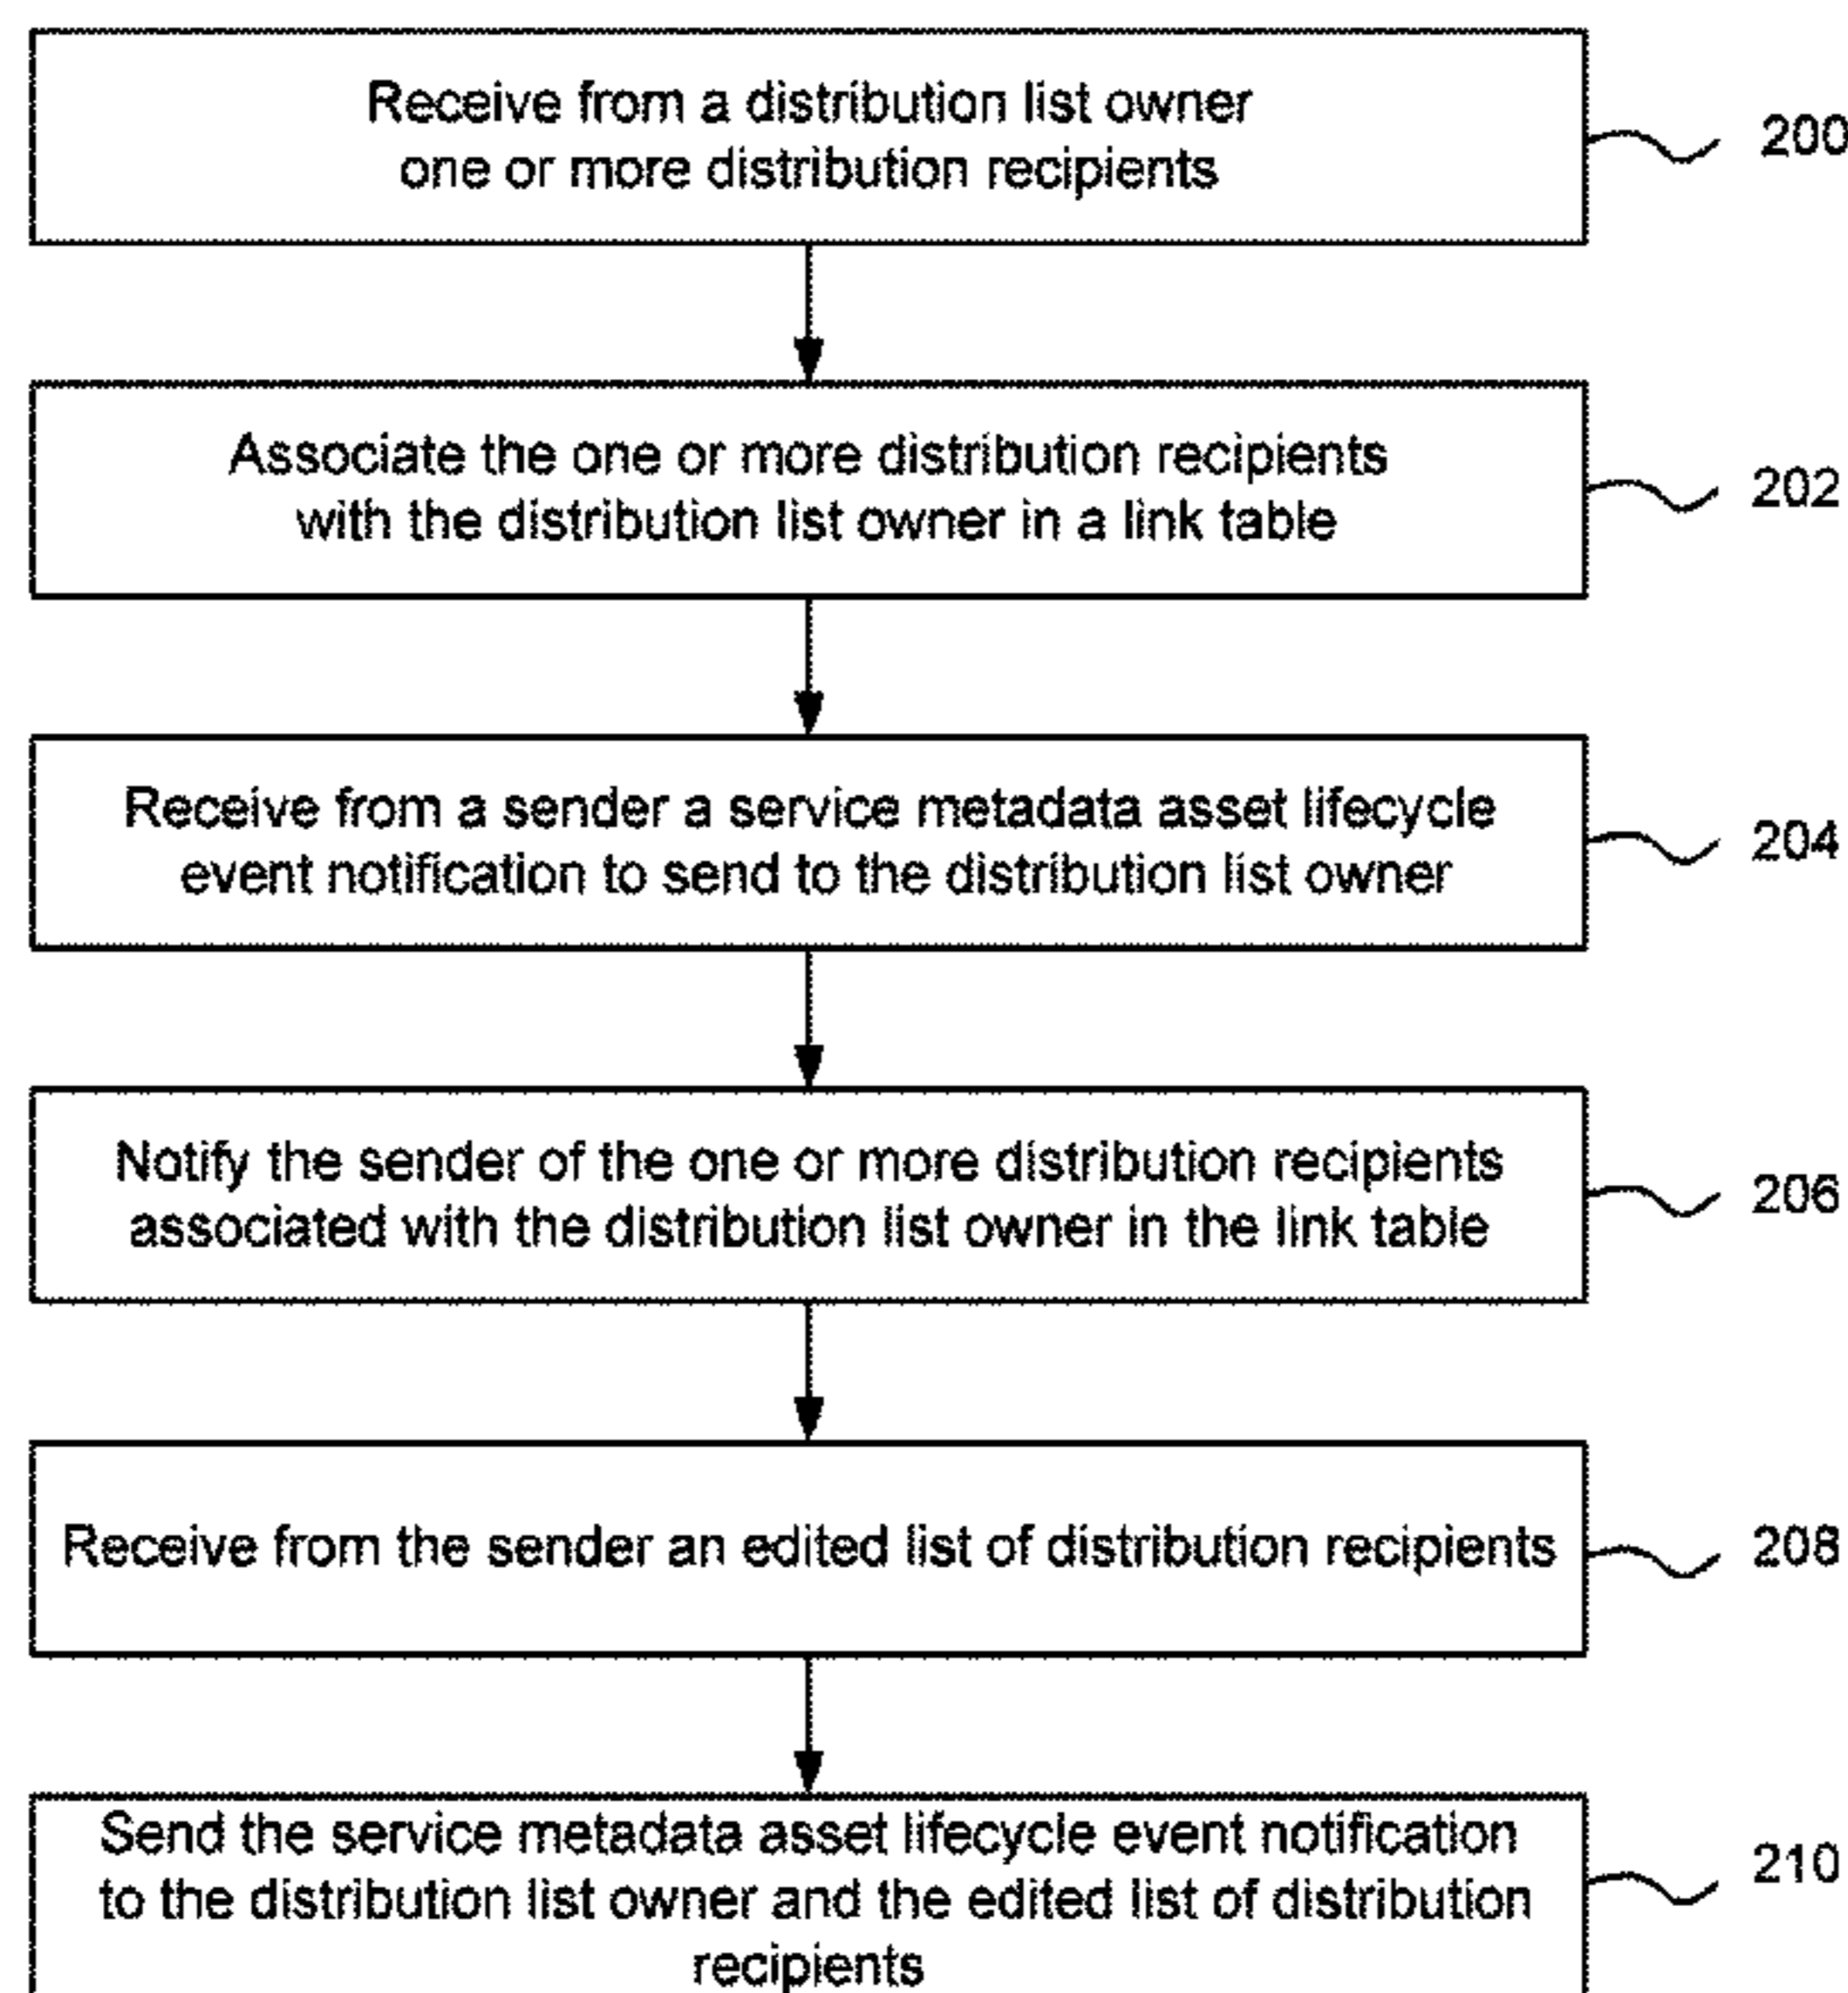 Receive from a distribution list owner
one or more distribution recipients
200
Associate the one or more distribution recipients
with the distribution list owner in a link table
202
Receive from a sender a service metadata asset lifecycle
event notification to send to the distribution list owner
204
Notify the sender of the one or more distribution recipients
associated with the distribution list owner in the link table
206
Receive from the sender an edited list of distribution recipients
208
Send the service metadata asset lifecycle event notification
to the distribution list owner and the edited list of distribution
recipients
210